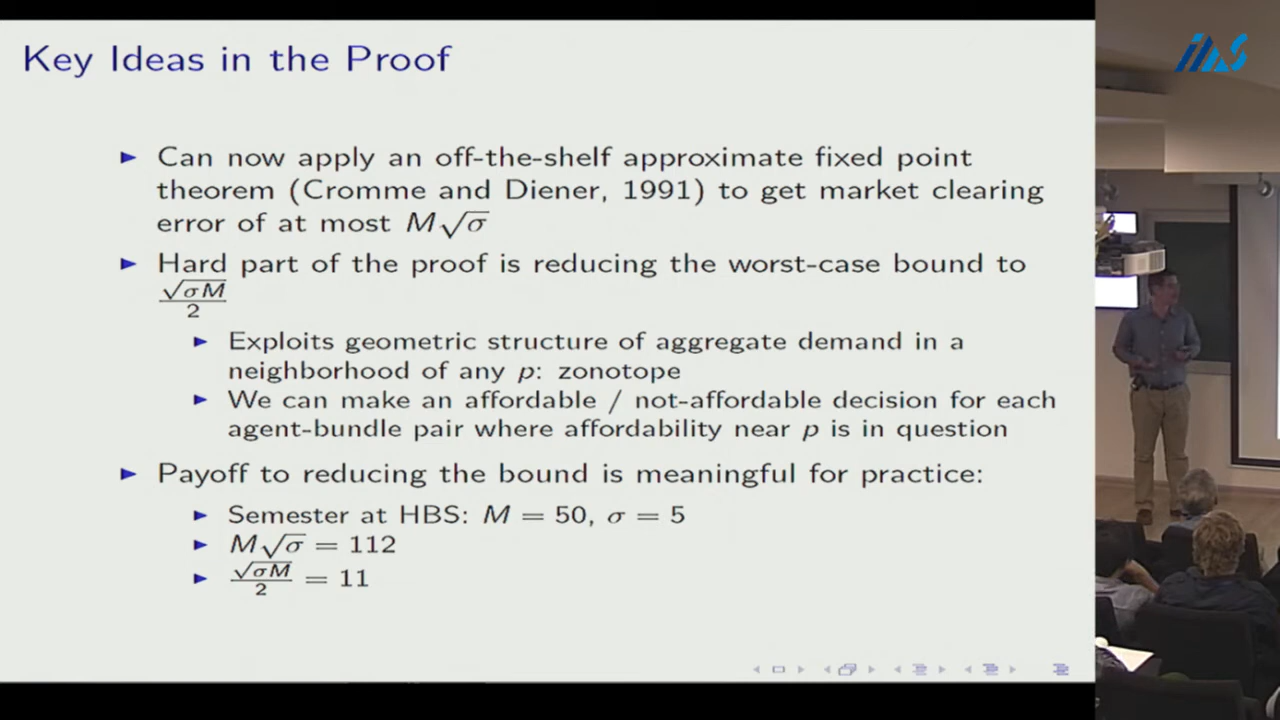 IAS
Key Ideas in the Proof
► Can now apply an off-the-shelf approximate fixed point
theorem (Cromme and Diener, 1991) to get market clearing
error of at most M√σ
► Hard part of the proof is reducing the worst-case bound to
√σM/2
► Exploits geometric structure of aggregate demand in a
neighborhood of any p: zonotope
► We can make an affordable / not-affordable decision for each
agent-bundle pair where affordability near p is in question
► Payoff to reducing the bound is meaningful for practice:
► Semester at HBS: M = 50, σ = 5
► M√σ = 112
► √σM/2 = 11